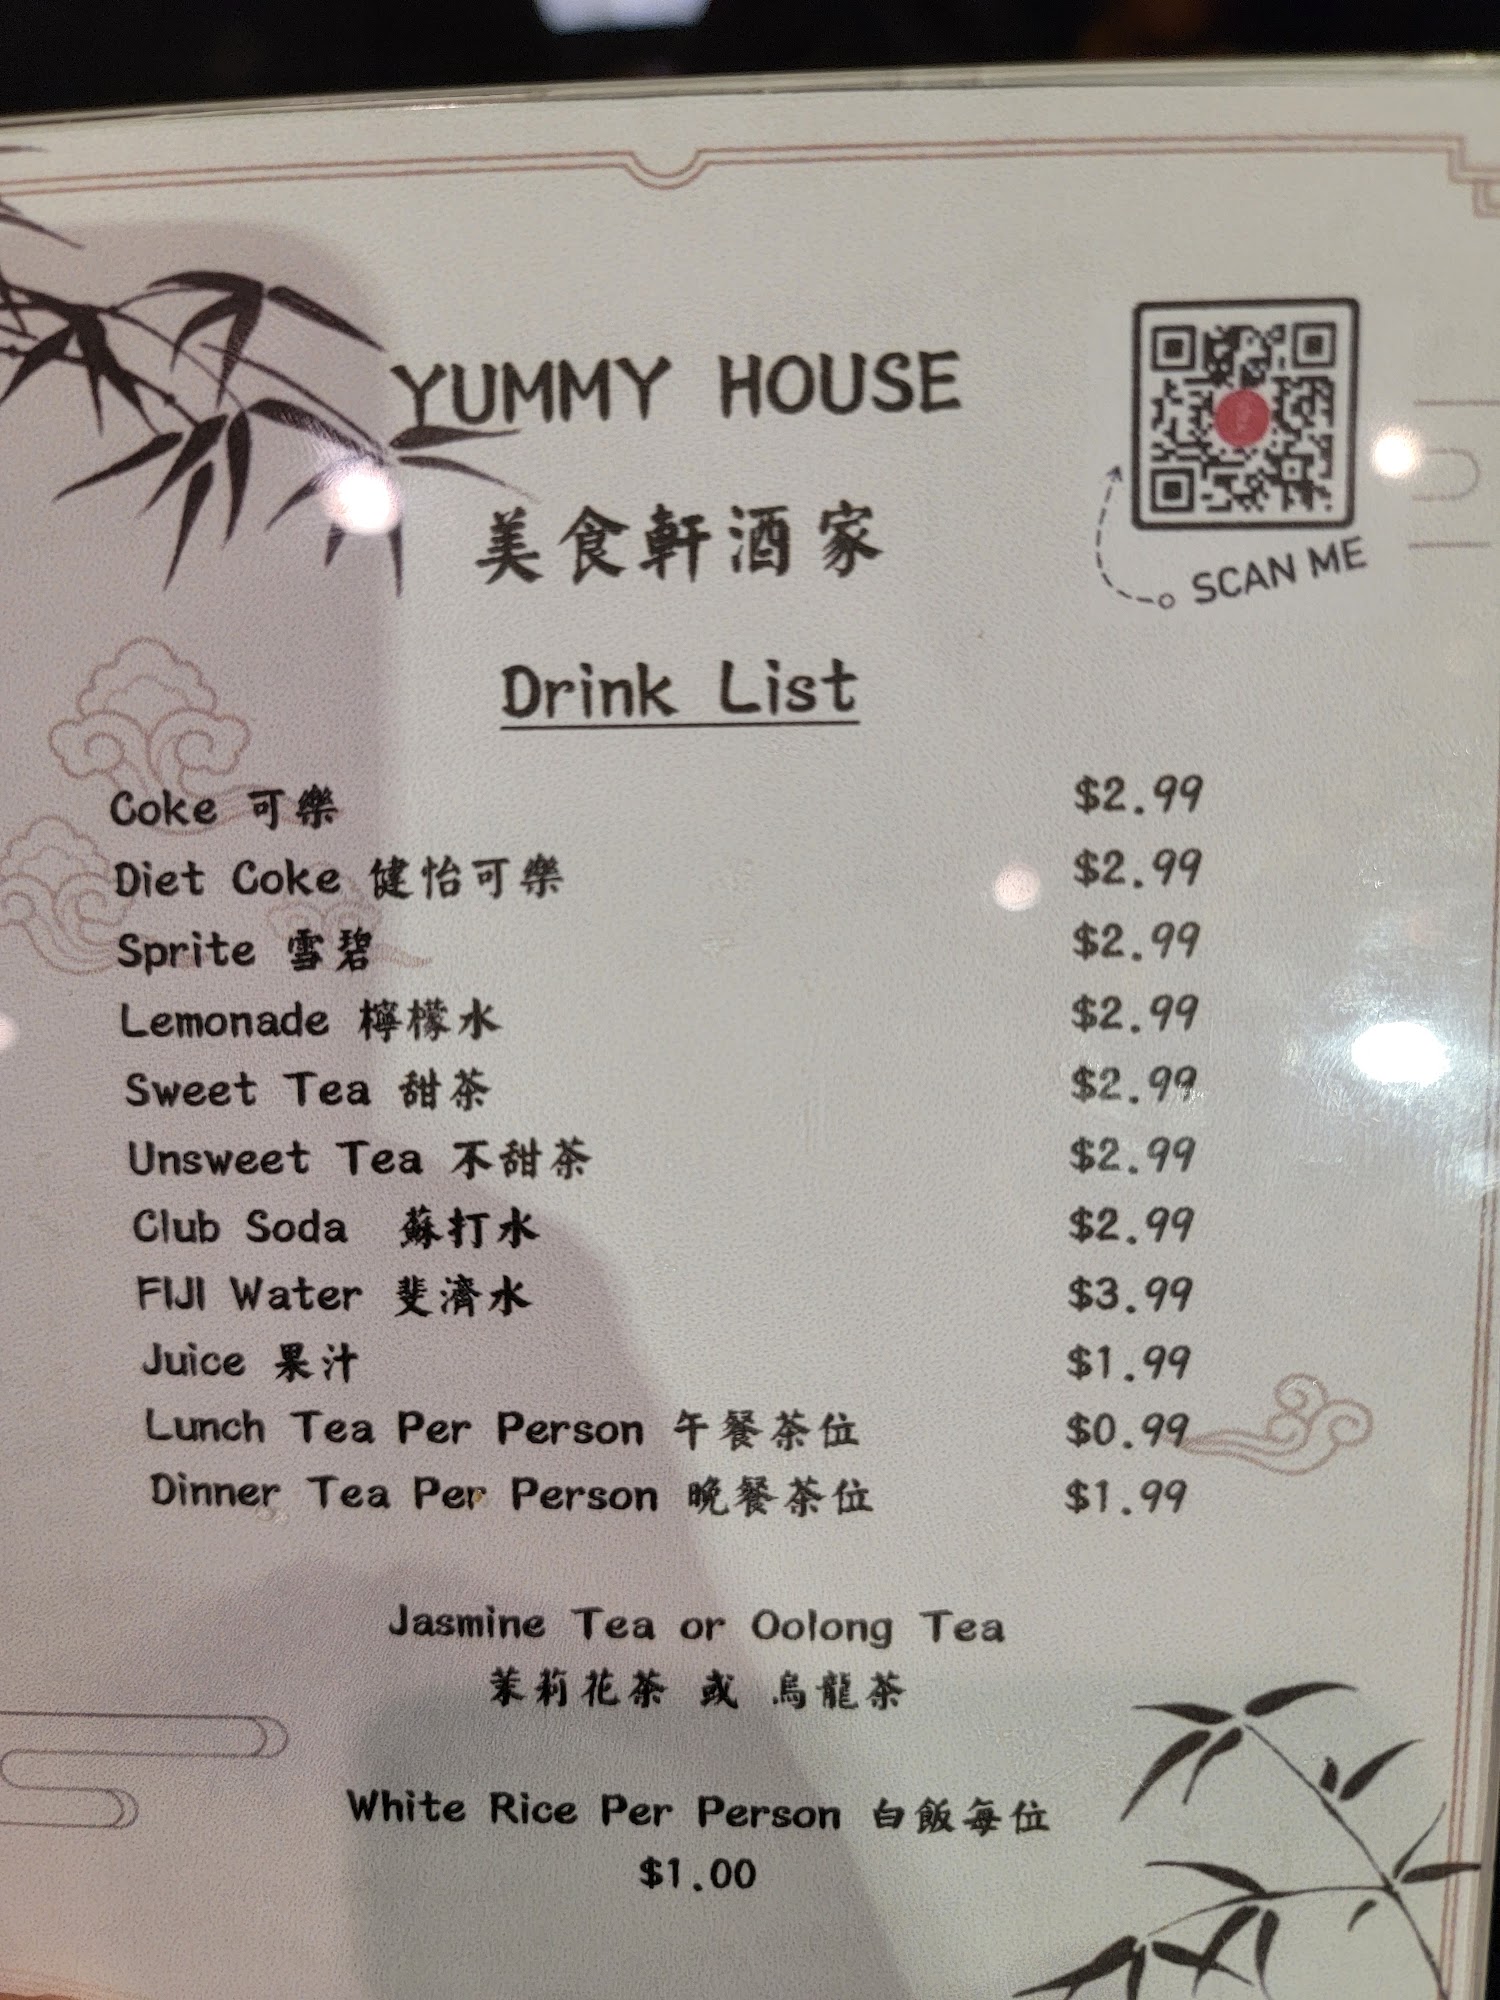 YUMMY HOUSE
美食軒酒家
SCAN ME
Drink List
Coke 可樂 $2.99
Diet Coke 健怡可樂 $2.99
Sprite 雪碧 $2.99
Lemonade 檸檬水 $2.99
Sweet Tea 甜茶 $2.99
Unsweet Tea 不甜茶 $2.99
Club Soda 蘇打水 $2.99
FIJI Water 斐濟水 $3.99
Juice 果汁 $1.99
Lunch Tea Per Person 午餐茶位 $0.99
Dinner Tea Per Person 晚餐茶位 $1.99
Jasmine Tea or Oolong Tea
茉莉花茶 或 烏龍茶
White Rice Per Person 白飯每位
$1.00